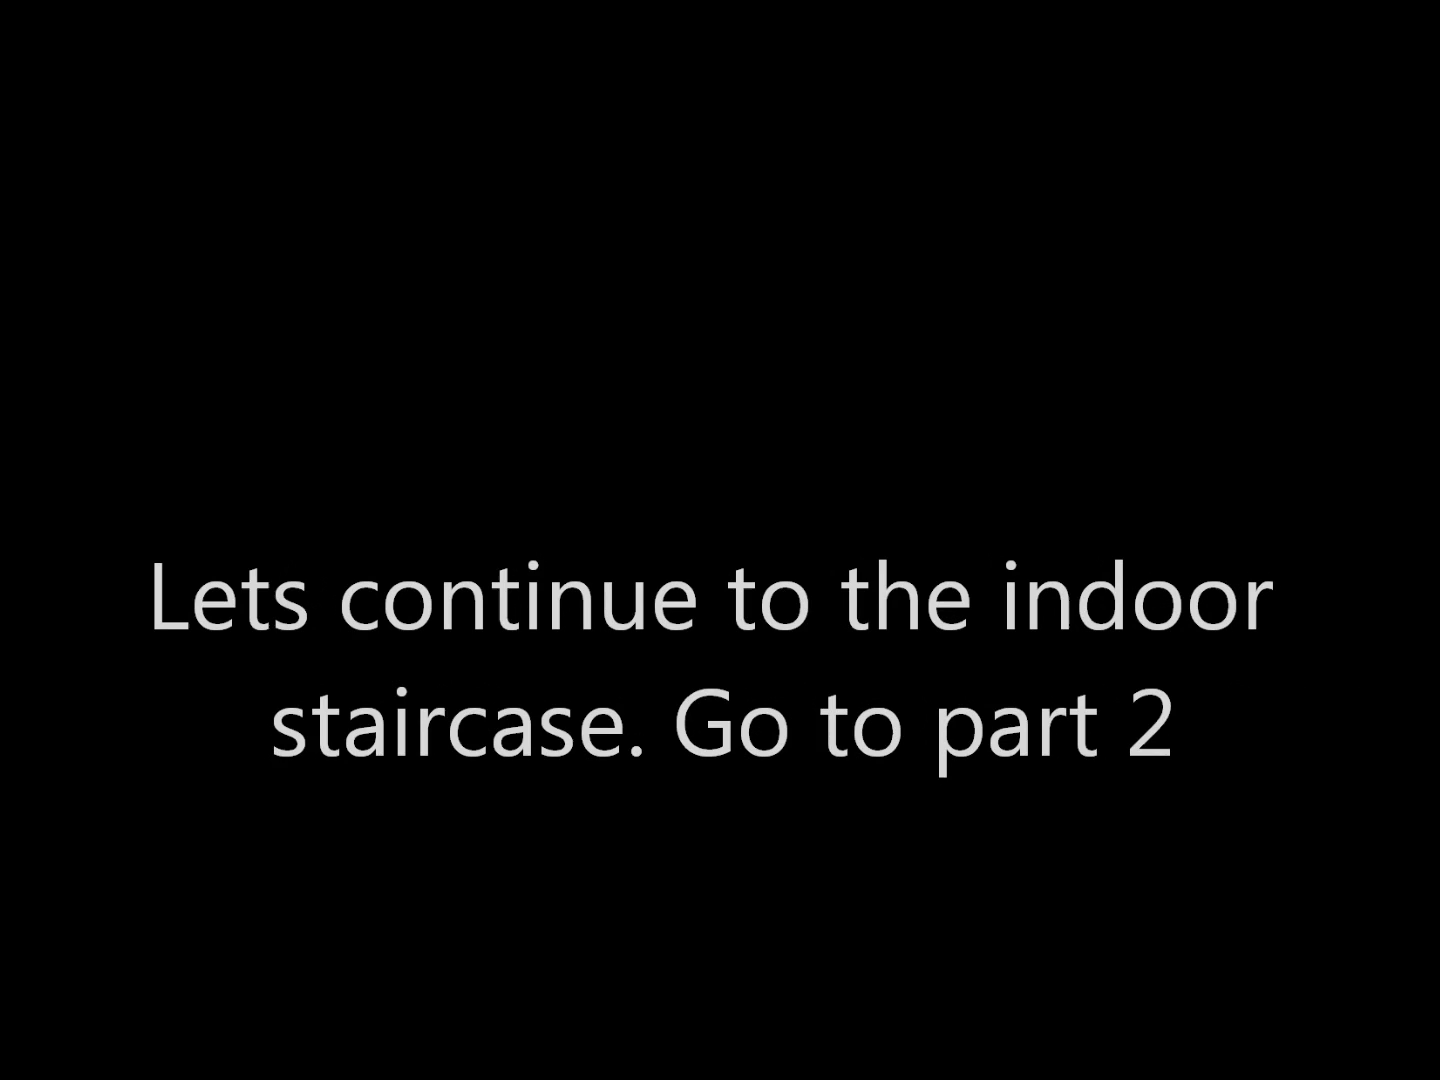 Lets continue to the indoor
staircase. Go to part 2